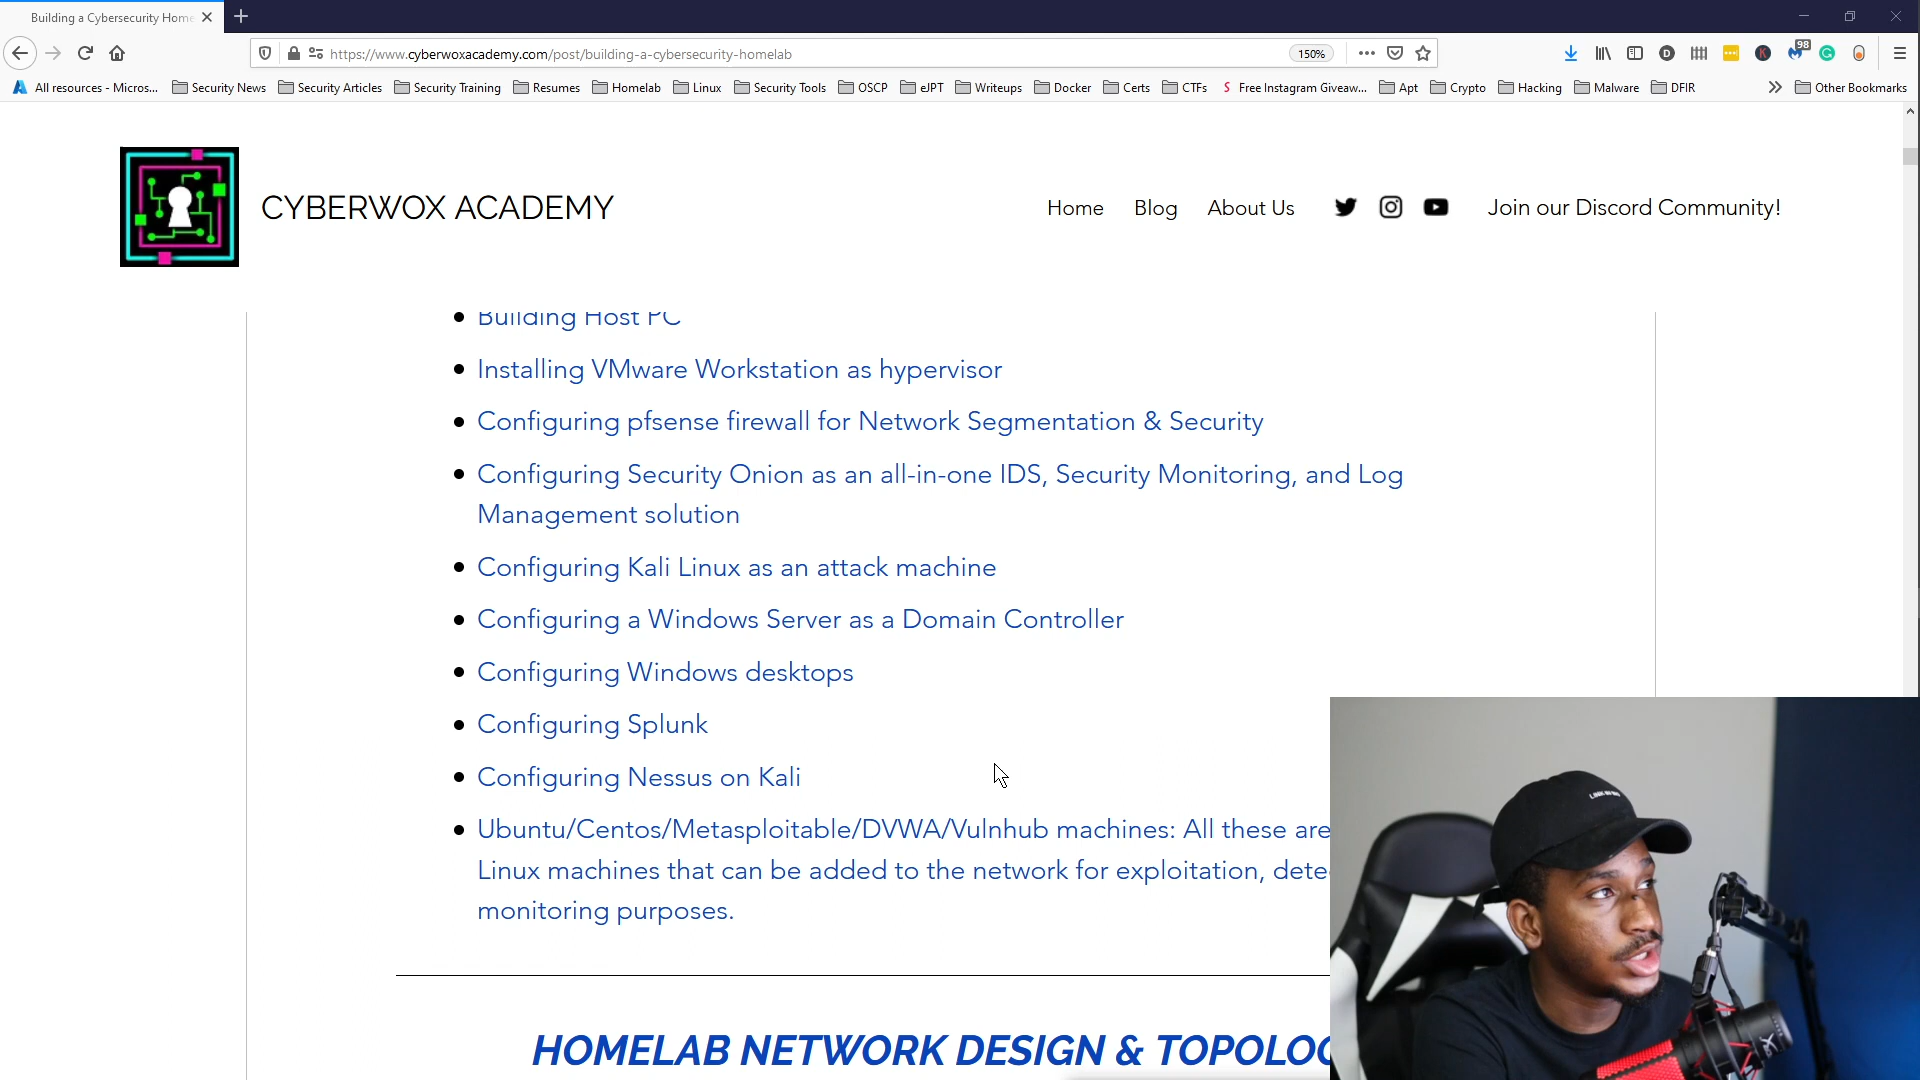 Building a Cybersecurity Home
https://www.cyberwoxacademy.com/post/building-a-cybersecurity-homelab
150%
98
All resources - Micros...
Security News
Security Articles
Security Training
Resumes
Homelab
Linux
Security Tools
OSCP
eJPT
Writeups
Docker
Certs
CTFs
Free Instagram Giveaw...
Apt
Crypto
Hacking
Malware
DFIR
Other Bookmarks
CYBERWOX ACADEMY
Home
Blog
About Us
Join our Discord Community!
Building Host PC
Installing VMware Workstation as hypervisor
Configuring pfsense firewall for Network Segmentation & Security
Configuring Security Onion as an all-in-one IDS, Security Monitoring, and Log
Management solution
Configuring Kali Linux as an attack machine
Configuring a Windows Server as a Domain Controller
Configuring Windows desktops
Configuring Splunk
Configuring Nessus on Kali
Ubuntu/Centos/Metasploitable/DVWA/Vulnhub machines: All these are
Linux machines that can be added to the network for exploitation, dete
monitoring purposes.
HOMELAB NETWORK DESIGN & TOPOLOG